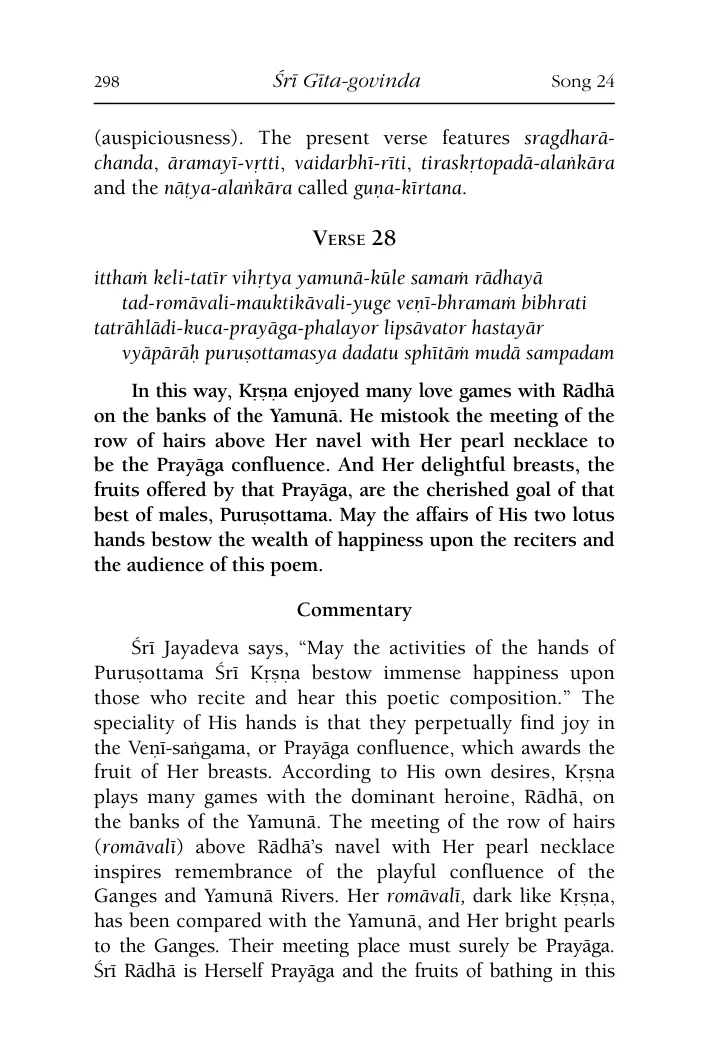 298 Śrī Gīta-govinda Song 24
(auspiciousness). The present verse features sragdharā-
chanda, āramayī-vṛtti, vaidarbhī-rīti, tiraskṛtopadā-alaṅkāra
and the nāṭya-alaṅkāra called guṇa-kīrtana.
Verse 28
itthaṁ keli-tatīr vihṛtya yamunā-kūle samaṁ rādhayā
tad-romāvali-mauktikāvali-yuge veṇī-bhramaṁ bibhrati
tatrāhlādi-kuca-prayāga-phalayor lipsāvator hastayār
vyāpārāḥ puruṣottamasya dadatu sphītāṁ mudā sampadam
In this way, Kṛṣṇa enjoyed many love games with Rādhā
on the banks of the Yamunā. He mistook the meeting of the
row of hairs above Her navel with Her pearl necklace to
be the Prayāga confluence. And Her delightful breasts, the
fruits offered by that Prayāga, are the cherished goal of that
best of males, Puruṣottama. May the affairs of His two lotus
hands bestow the wealth of happiness upon the reciters and
the audience of this poem.
Commentary
Śrī Jayadeva says, “May the activities of the hands of
Puruṣottama Śrī Kṛṣṇa bestow immense happiness upon
those who recite and hear this poetic composition.” The
speciality of His hands is that they perpetually find joy in
the Veṇī-saṅgama, or Prayāga confluence, which awards the
fruit of Her breasts. According to His own desires, Kṛṣṇa
plays many games with the dominant heroine, Rādhā, on
the banks of the Yamunā. The meeting of the row of hairs
(romāvalī) above Rādhā’s navel with Her pearl necklace
inspires remembrance of the playful confluence of the
Ganges and Yamunā Rivers. Her romāvalī, dark like Kṛṣṇa,
has been compared with the Yamunā, and Her bright pearls
to the Ganges. Their meeting place must surely be Prayāga.
Śrī Rādhā is Herself Prayāga and the fruits of bathing in this